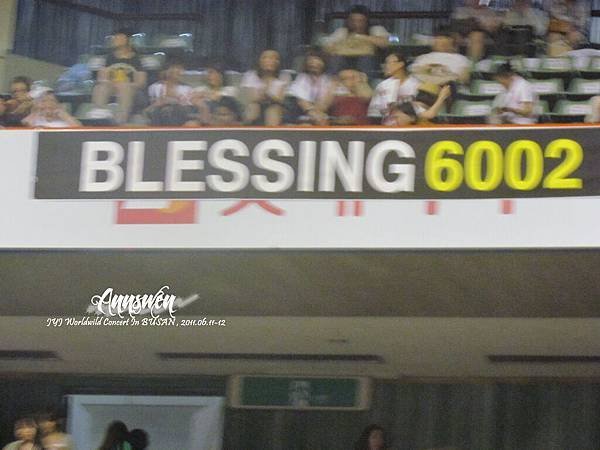 BLESSING 6002
Annswen
JYJ Worldwild Concert In BUSAN, 2011.06.11-12